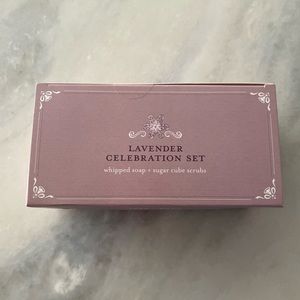 LAVENDER
CELEBRATION SET
whipped soap + sugar cube scrubs